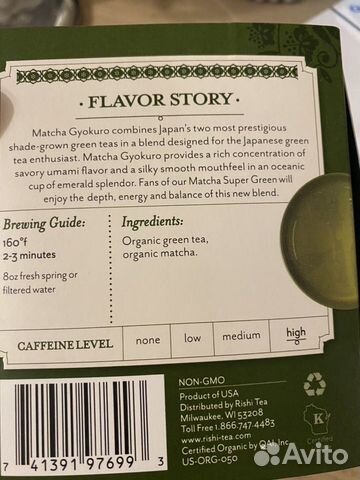 · FLAVOR STORY ·
Matcha Gyokuro combines Japan's two most prestigious
shade-grown green teas in a blend designed for the Japanese green
tea enthusiast. Matcha Gyokuro provides a rich concentration of
savory umami flavor and a silky smooth mouthfeel in an oceanic
cup of emerald splendor. Fans of our Matcha Super Green will
enjoy the depth, energy and balance of this new blend.
Brewing Guide:
160°f
2-3 minutes
8oz fresh spring or
filtered water
Ingredients:
Organic green tea,
organic matcha.
CAFFEINE LEVEL none low medium high
NON-GMO
Product of USA
Distributed by Rishi Tea
Milwaukee, WI 53208
Toll Free 1.866.747.4483
www.rishi-tea.com
Certified Organic by QAI, Inc.
US-ORG-050
K
Certified
7 41391 97699 3
Avito